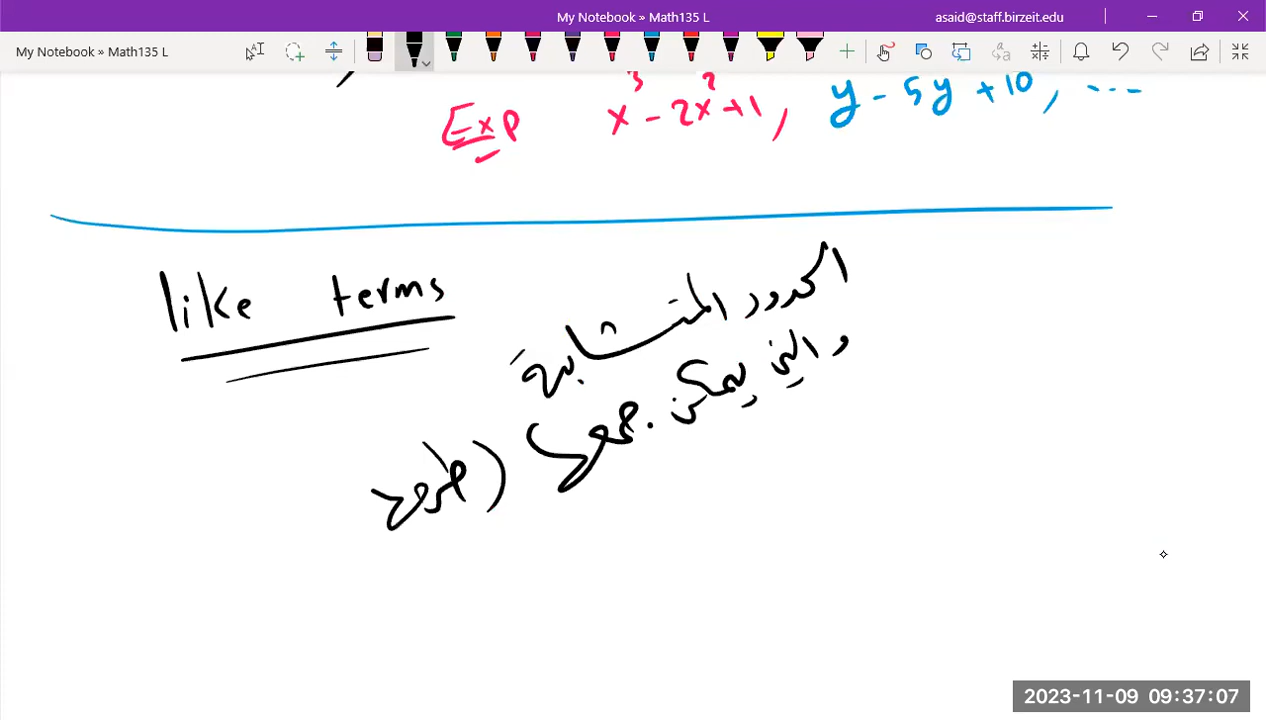 My Notebook » Math135 L
asaid@staff.birzeit.edu
My Notebook » Math135 L
Exp x³ - 2x² + 1, y - 5y + 10, ...
like terms
الحدود المتشابهة
والتي يمكن جمعها (
2023-11-09 09:37:07